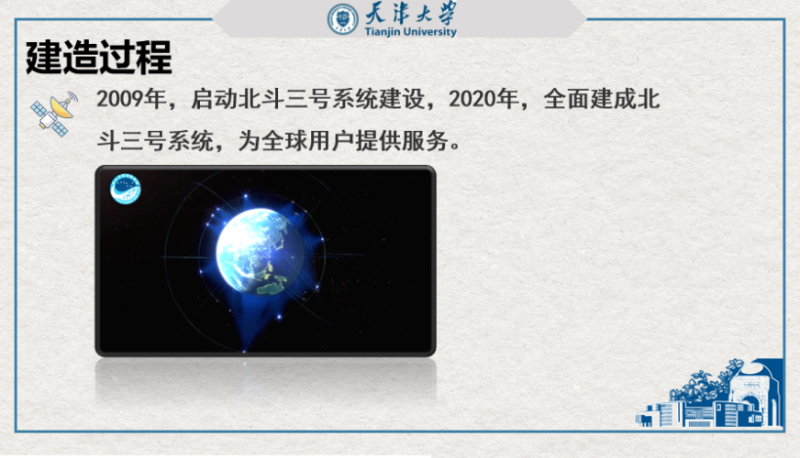 天津大学
Tianjin University
建造过程
2009年，启动北斗三号系统建设，2020年，全面建成北
斗三号系统，为全球用户提供服务。